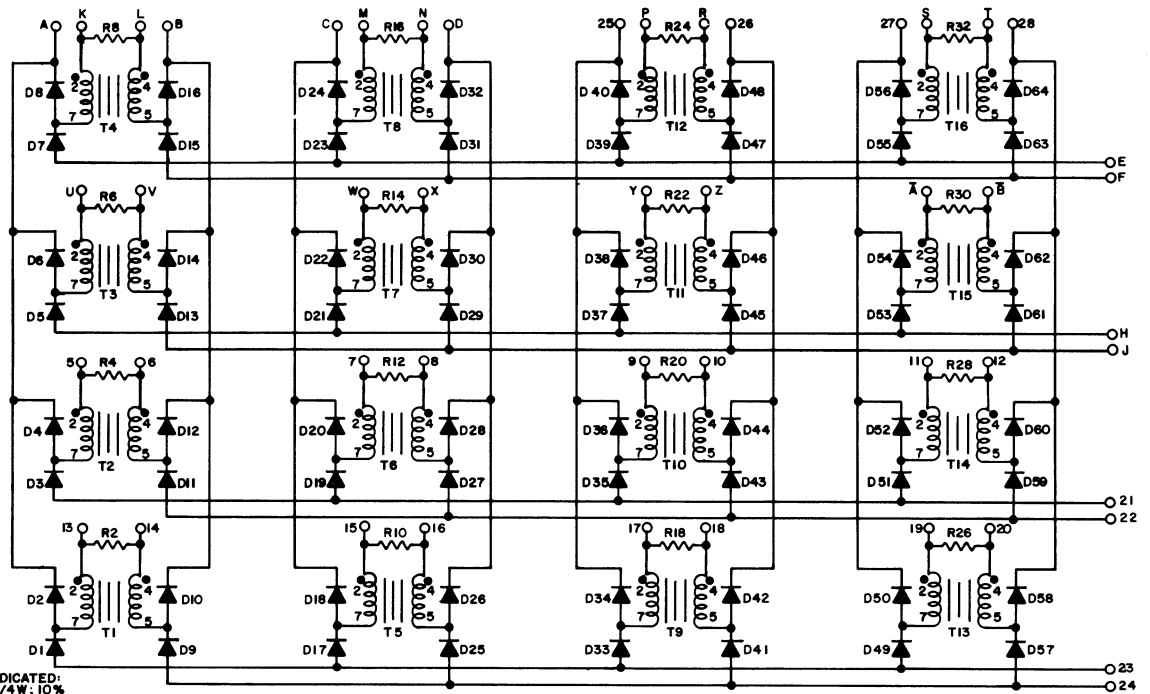 A K L B C M N D 25 P R 26 27 S T 28
R8 R16 R24 R32
2 4 2 4 2 4 2 4
D8 D16 D24 D32 D40 D48 D56 D64
7 5 7 5 7 5 7 5
T4 T8 T12 T16
D7 D15 D23 D31 D39 D47 D55 D63
E
F
U V W X Y Z A̅ B̅
R6 R14 R22 R30
2 4 2 4 2 4 2 4
D6 D14 D22 D30 D38 D46 D54 D62
7 5 7 5 7 5 7 5
T3 T7 T11 T15
D5 D13 D21 D29 D37 D45 D53 D61
H
J
5 6 7 8 9 10 11 12
R4 R12 R20 R28
2 4 2 4 2 4 2 4
D4 D12 D20 D28 D36 D44 D52 D60
7 5 7 5 7 5 7 5
T2 T6 T10 T14
D3 D11 D19 D27 D35 D43 D51 D59
21
22
13 14 15 16 17 18 19 20
R2 R10 R18 R26
2 4 2 4 2 4 2 4
D2 D10 D18 D26 D34 D42 D50 D58
7 5 7 5 7 5 7 5
T1 T5 T9 T13
D1 D9 D17 D25 D33 D41 D49 D57
23
24
DICATED:
/4W; 10%